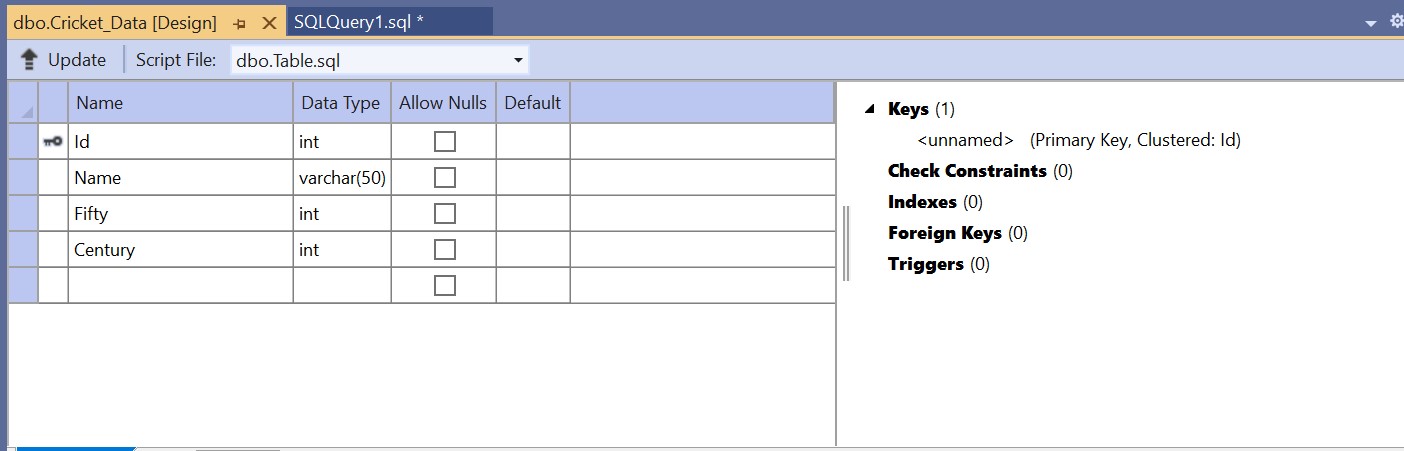 dbo.Cricket_Data [Design] SQLQuery1.sql *
Update Script File: dbo.Table.sql
Name Data Type Allow Nulls Default
Id int
Name varchar(50)
Fifty int
Century int
Keys (1)
<unnamed> (Primary Key, Clustered: Id)
Check Constraints (0)
Indexes (0)
Foreign Keys (0)
Triggers (0)